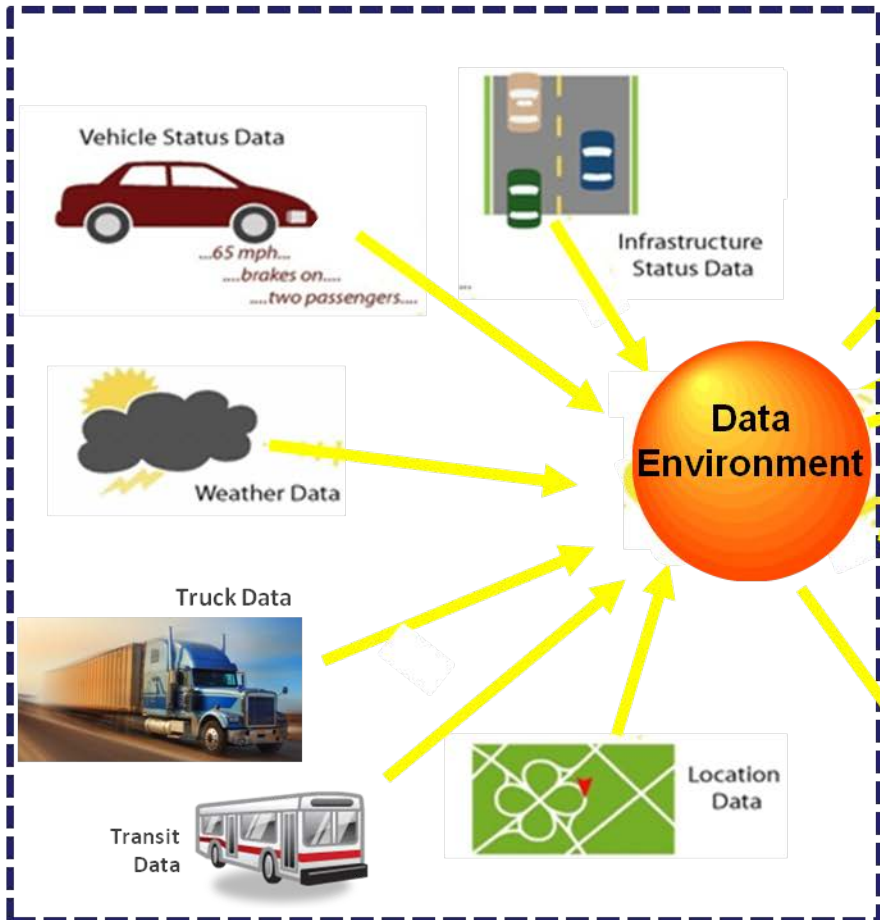 Vehicle Status Data
...65 mph...
....brakes on....
....two passengers....
Infrastructure
Status Data
...
Data
Environment
Weather Data
Truck Data
Transit
Data
Location
Data